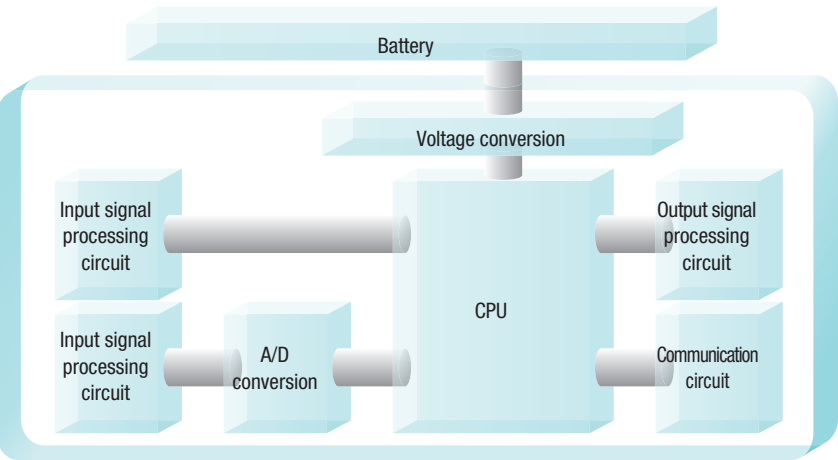 Battery
Voltage conversion
Input signal
processing
circuit
Output signal
processing
circuit
CPU
Input signal
processing
circuit
A/D
conversion
Communication
circuit